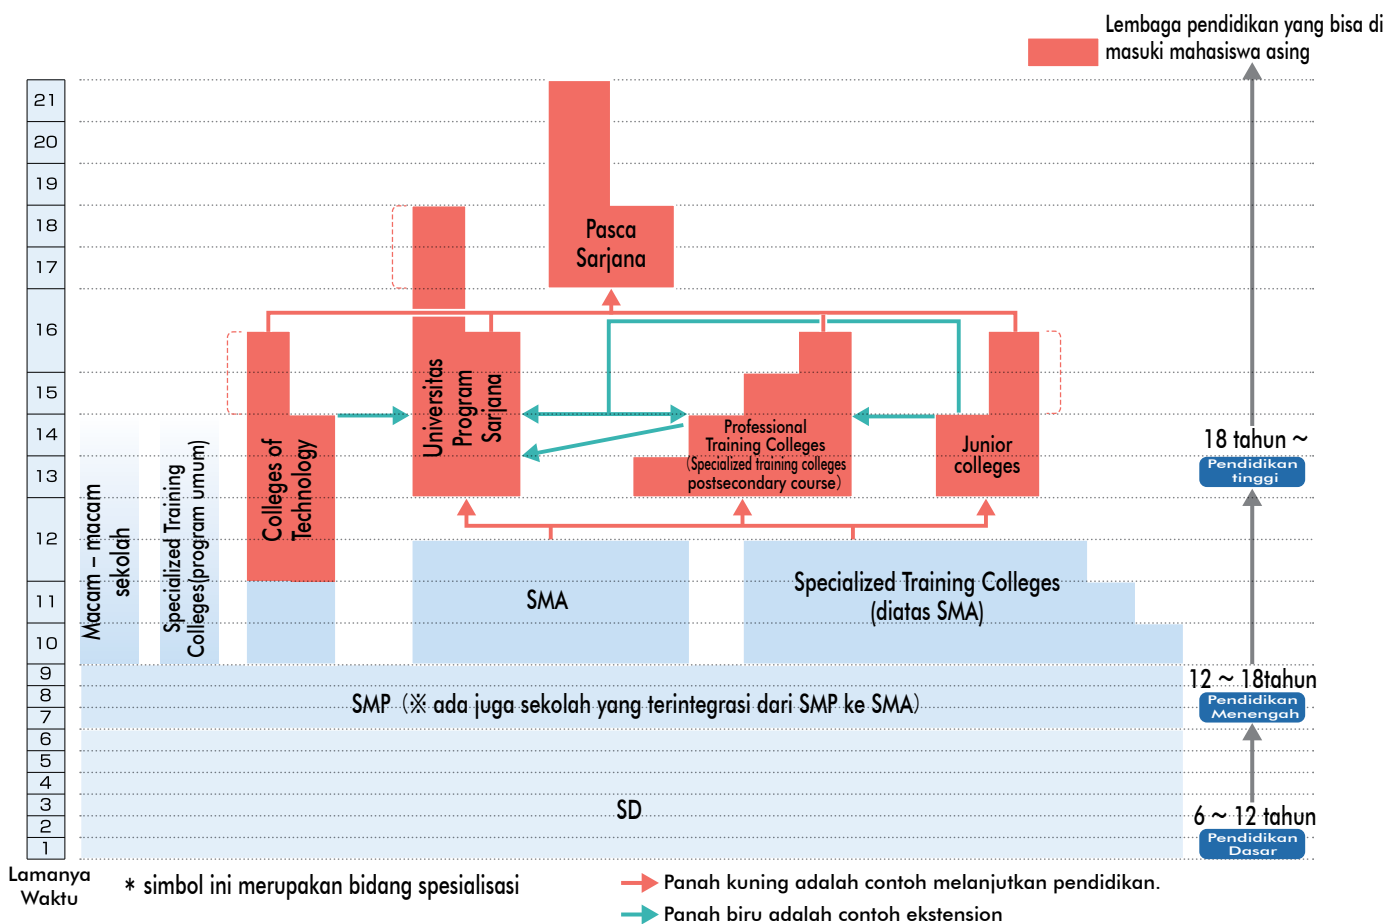 Lembaga pendidikan yang bisa di
masuki mahasiswa asing
21
20
19
18
17
16
15
14
13
12
11
10
9
8
7
6
5
4
3
2
1
Lamanya
Waktu
Macam – macam
sekolah
Specialized Training
Colleges(program umum)
Colleges of
Technology
Universitas
Program
Sarjana
Pasca
Sarjana
Professional
Training Colleges
(Specialized training colleges
postsecondary course)
Junior
colleges
SMA
Specialized Training Colleges
(diatas SMA)
SMP (※ ada juga sekolah yang terintegrasi dari SMP ke SMA)
SD
18 tahun ~
Pendidikan
tinggi
12 ~ 18tahun
Pendidikan
Menengah
6 ~ 12 tahun
Pendidikan
Dasar
* simbol ini merupakan bidang spesialisasi
Panah kuning adalah contoh melanjutkan pendidikan.
Panah biru adalah contoh ekstension